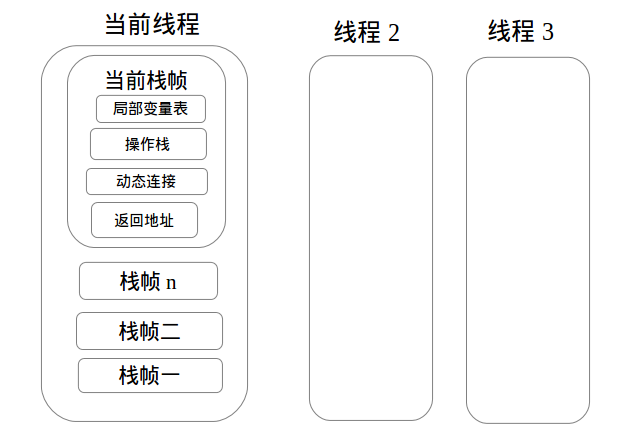 当前线程
线程 2
线程 3
当前栈帧
局部变量表
操作栈
动态连接
返回地址
栈帧 n
栈帧二
栈帧一